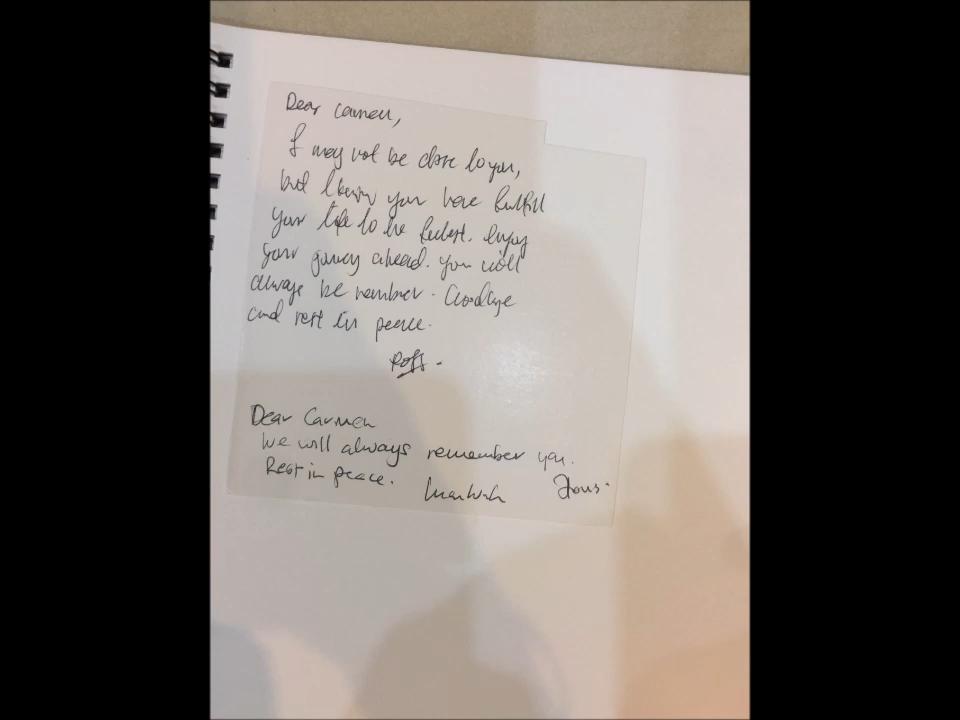 Dear Carmen,
I may not be close to you,
but I know you have fulfill
your life to the fullest. enjoy
your journey ahead. you will
always be remember. Goodbye
and rest in peace.
Dear Carmen
We will always remember you.
Rest in peace.